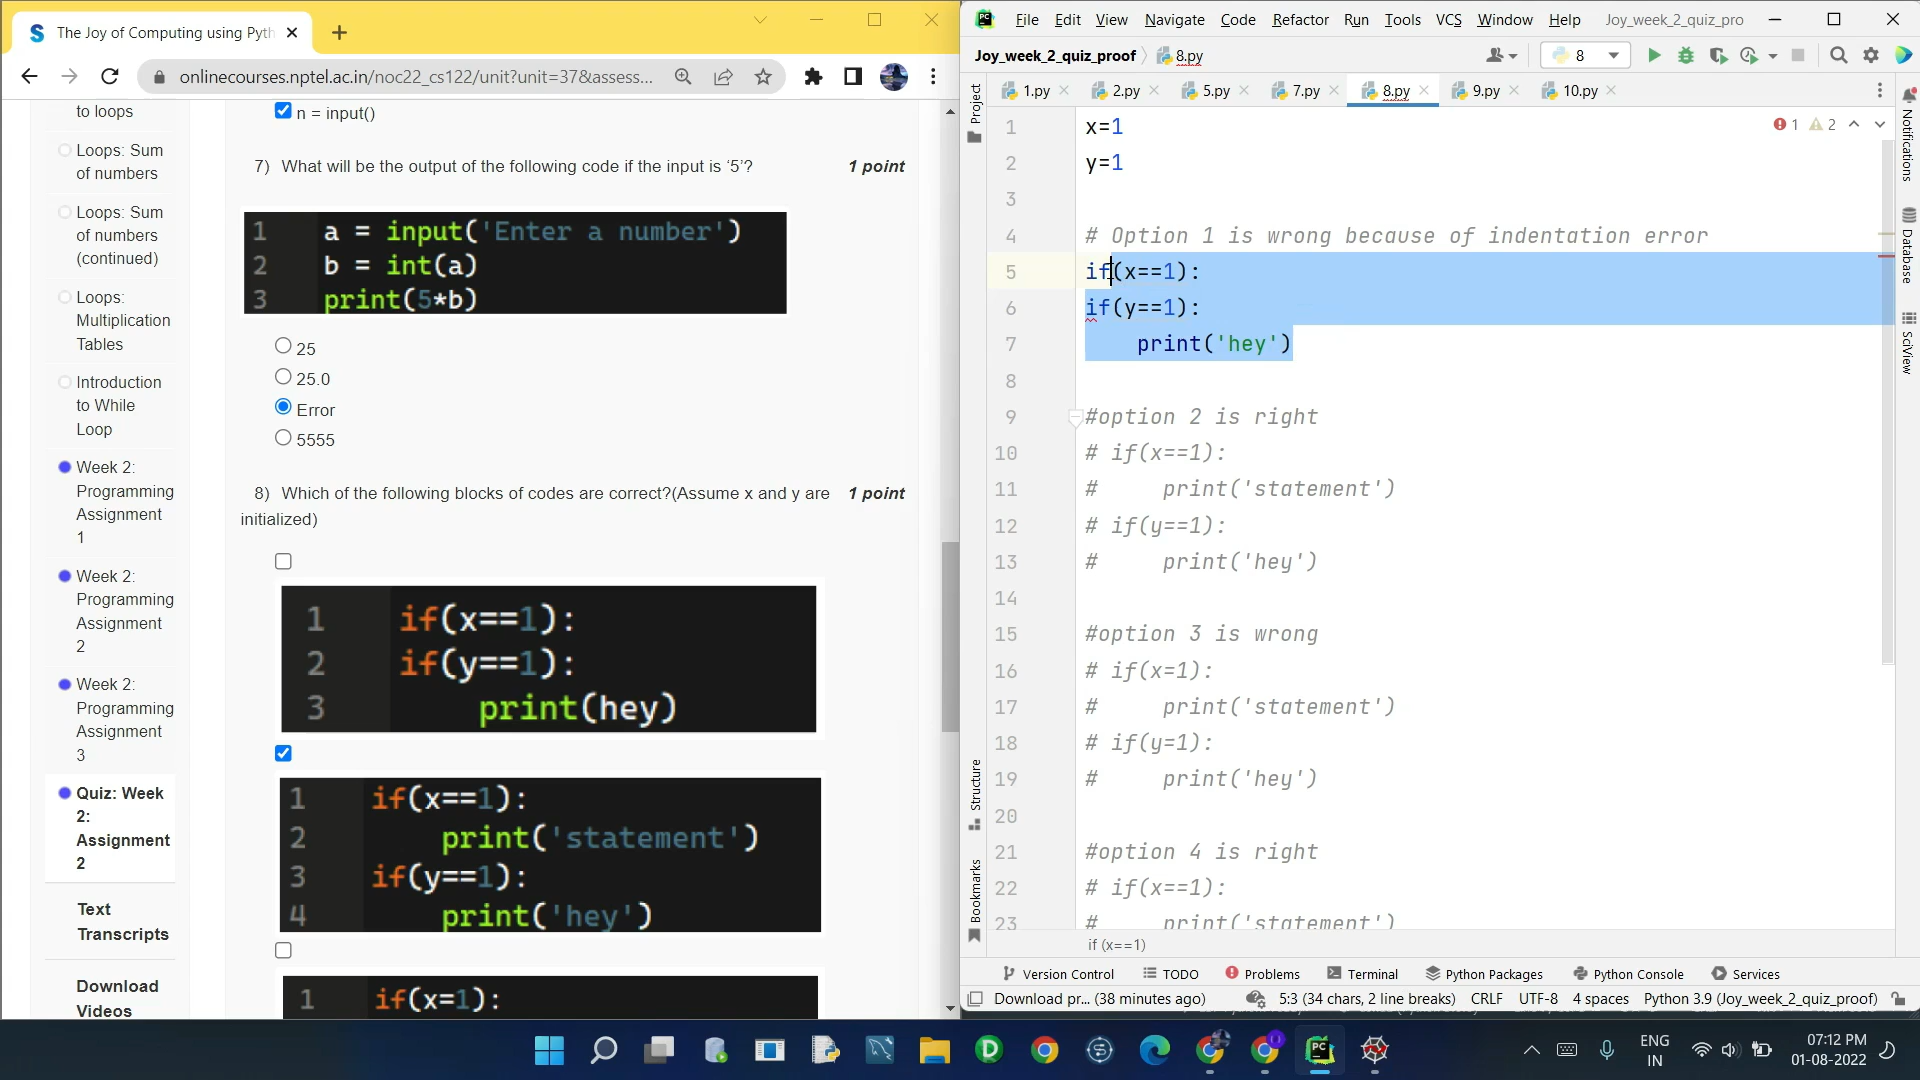 The Joy of Computing using Pyth
onlinecourses.nptel.ac.in/noc22_cs122/unit?unit=37&assess...
to loops
Loops: Sum
of numbers
Loops: Sum
of numbers
(continued)
Loops:
Multiplication
Tables
Introduction
to While
Loop
Week 2:
Programming
Assignment
1
Week 2:
Programming
Assignment
2
Week 2:
Programming
Assignment
3
Quiz: Week
2:
Assignment
2
Text
Transcripts
Download
Videos
n = input()
7) What will be the output of the following code if the input is ‘5’? 1 point
1 a = input('Enter a number')
2 b = int(a)
3 print(5*b)
25
25.0
Error
5555
8) Which of the following blocks of codes are correct?(Assume x and y are 1 point
initialized)
1 if(x==1):
2 if(y==1):
3 print(hey)
1 if(x==1):
2 print('statement')
3 if(y==1):
4 print('hey')
1 if(x=1):
PC File Edit View Navigate Code Refactor Run Tools VCS Window Help Joy_week_2_quiz_pro
Joy_week_2_quiz_proof 8.py 8
1.py 2.py 5.py 7.py 8.py 9.py 10.py
Project
Structure
Bookmarks
1 2
1 x=1
2 y=1
3
4 # Option 1 is wrong because of indentation error
5 if(x==1):
6 if(y==1):
7 print('hey')
8
9 #option 2 is right
10 # if(x==1):
11 # print('statement')
12 # if(y==1):
13 # print('hey')
14
15 #option 3 is wrong
16 # if(x=1):
17 # print('statement')
18 # if(y=1):
19 # print('hey')
20
21 #option 4 is right
22 # if(x==1):
23 # print('statement')
if (x==1)
Notifications
Database
SciView
Version Control TODO Problems Terminal Python Packages Python Console Services
Download pr... (38 minutes ago) 5:3 (34 chars, 2 line breaks) CRLF UTF-8 4 spaces Python 3.9 (Joy_week_2_quiz_proof)
ENG
IN
07:12 PM
01-08-2022